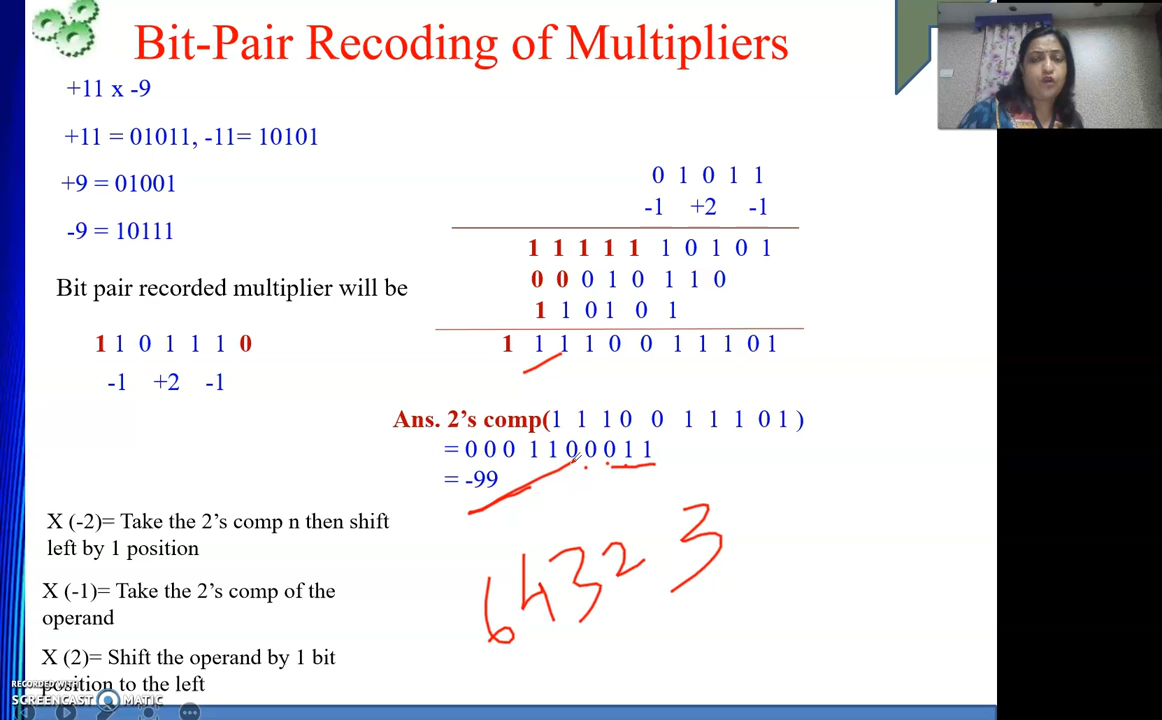 Bit-Pair Recoding of Multipliers
+11 x -9
+11 = 01011, -11= 10101
+9 = 01001
-9 = 10111
Bit pair recorded multiplier will be
1 1 0 1 1 1 0
-1 +2 -1
0 1 0 1 1
-1 +2 -1
1 1 1 1 1 1 0 1 0 1
0 0 0 1 0 1 1 0
1 1 0 1 0 1
1 1 1 1 0 0 1 1 1 0 1
Ans. 2's comp(1 1 1 0 0 1 1 1 0 1 )
= 0 0 0 1 1 0 0 0 1 1
= -99
64 32 3
X (-2)= Take the 2's comp n then shift
left by 1 position
X (-1)= Take the 2's comp of the
operand
X (2)= Shift the operand by 1 bit
position to the left
RECORDED WITH
SCREENCAST MATIC